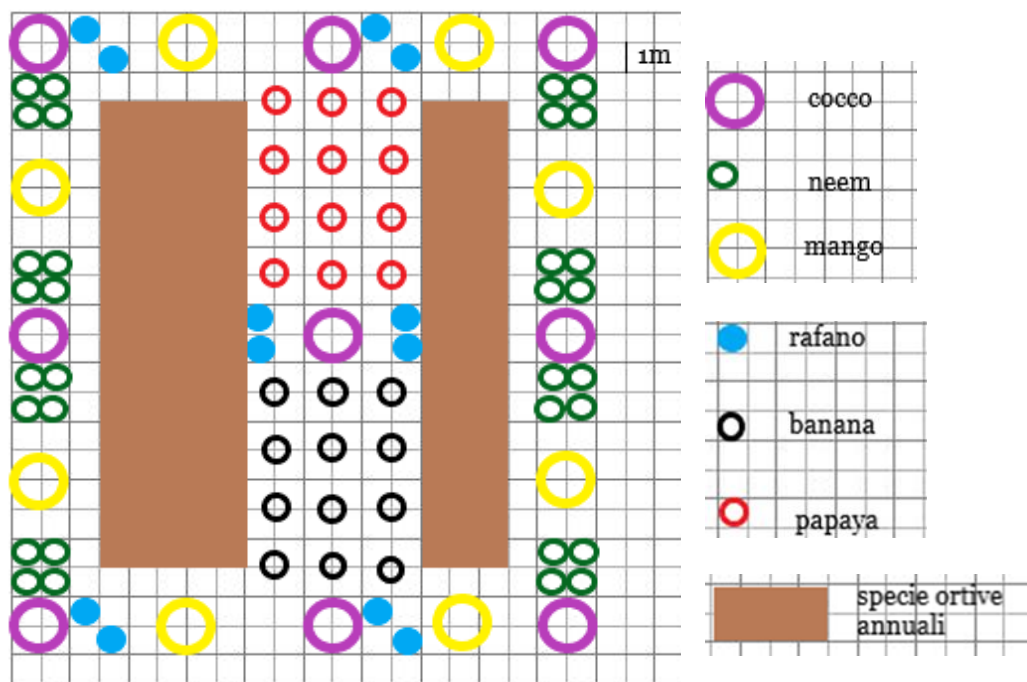 1m
cocco
neem
mango
rafano
banana
papaya
specie ortive
annuali